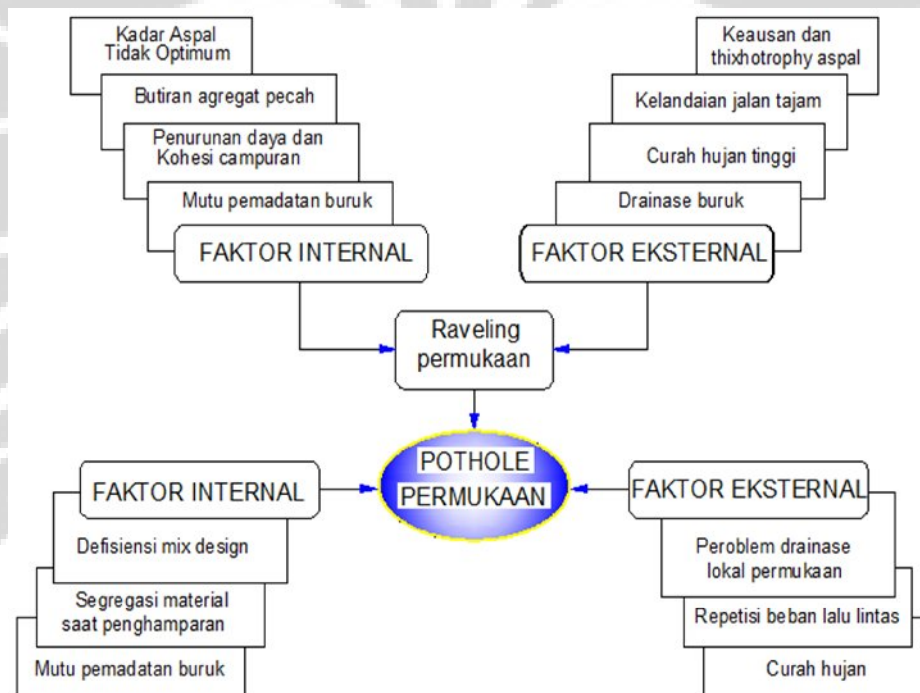 Kadar Aspal
Tidak Optimum
Butiran agregat pecah
Penurunan daya dan
Kohesi campuran
Mutu pemadatan buruk
FAKTOR INTERNAL
Keausan dan
thixhotrophy aspal
Kelandaian jalan tajam
Curah hujan tinggi
Drainase buruk
FAKTOR EKSTERNAL
Raveling
permukaan
POTHOLE
PERMUKAAN
FAKTOR INTERNAL
Defisiensi mix design
Segregasi material
saat penghamparan
Mutu pemadatan buruk
FAKTOR EKSTERNAL
Peroblem drainase
lokal permukaan
Repetisi beban lalu lintas
Curah hujan